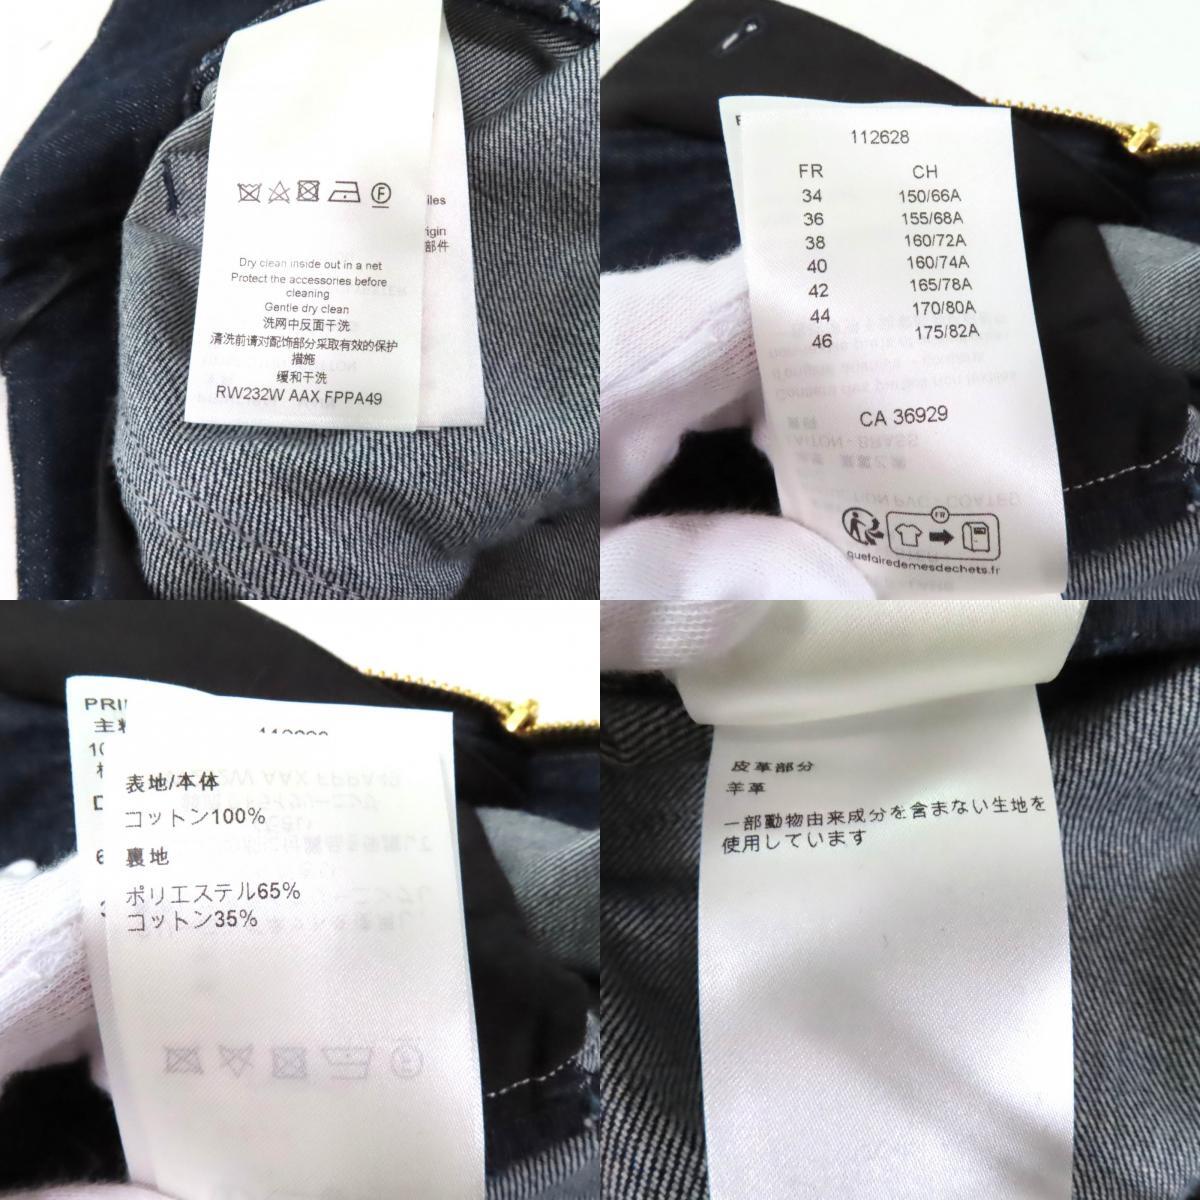 Dry clean inside out in a net
Protect the accessories before
cleaning
Gentle dry clean
洗网中反面干洗
清洗前请对配饰部分采取有效的保护
措施
缓和干洗
RW232W AAX FPPA49
iles
rigin
部件
F
112628
FR CH
34 150/66A
36 155/68A
38 160/72A
40 160/74A
42 165/78A
44 170/80A
46 175/82A
CA 36929
FR
quefairedemesdechets.fr
PRI
主
10
D
6
表地/本体
コットン100%
裏地
ポリエステル65%
コットン35%
皮革部分
羊革
一部動物由来成分を含まない生地を
使用しています